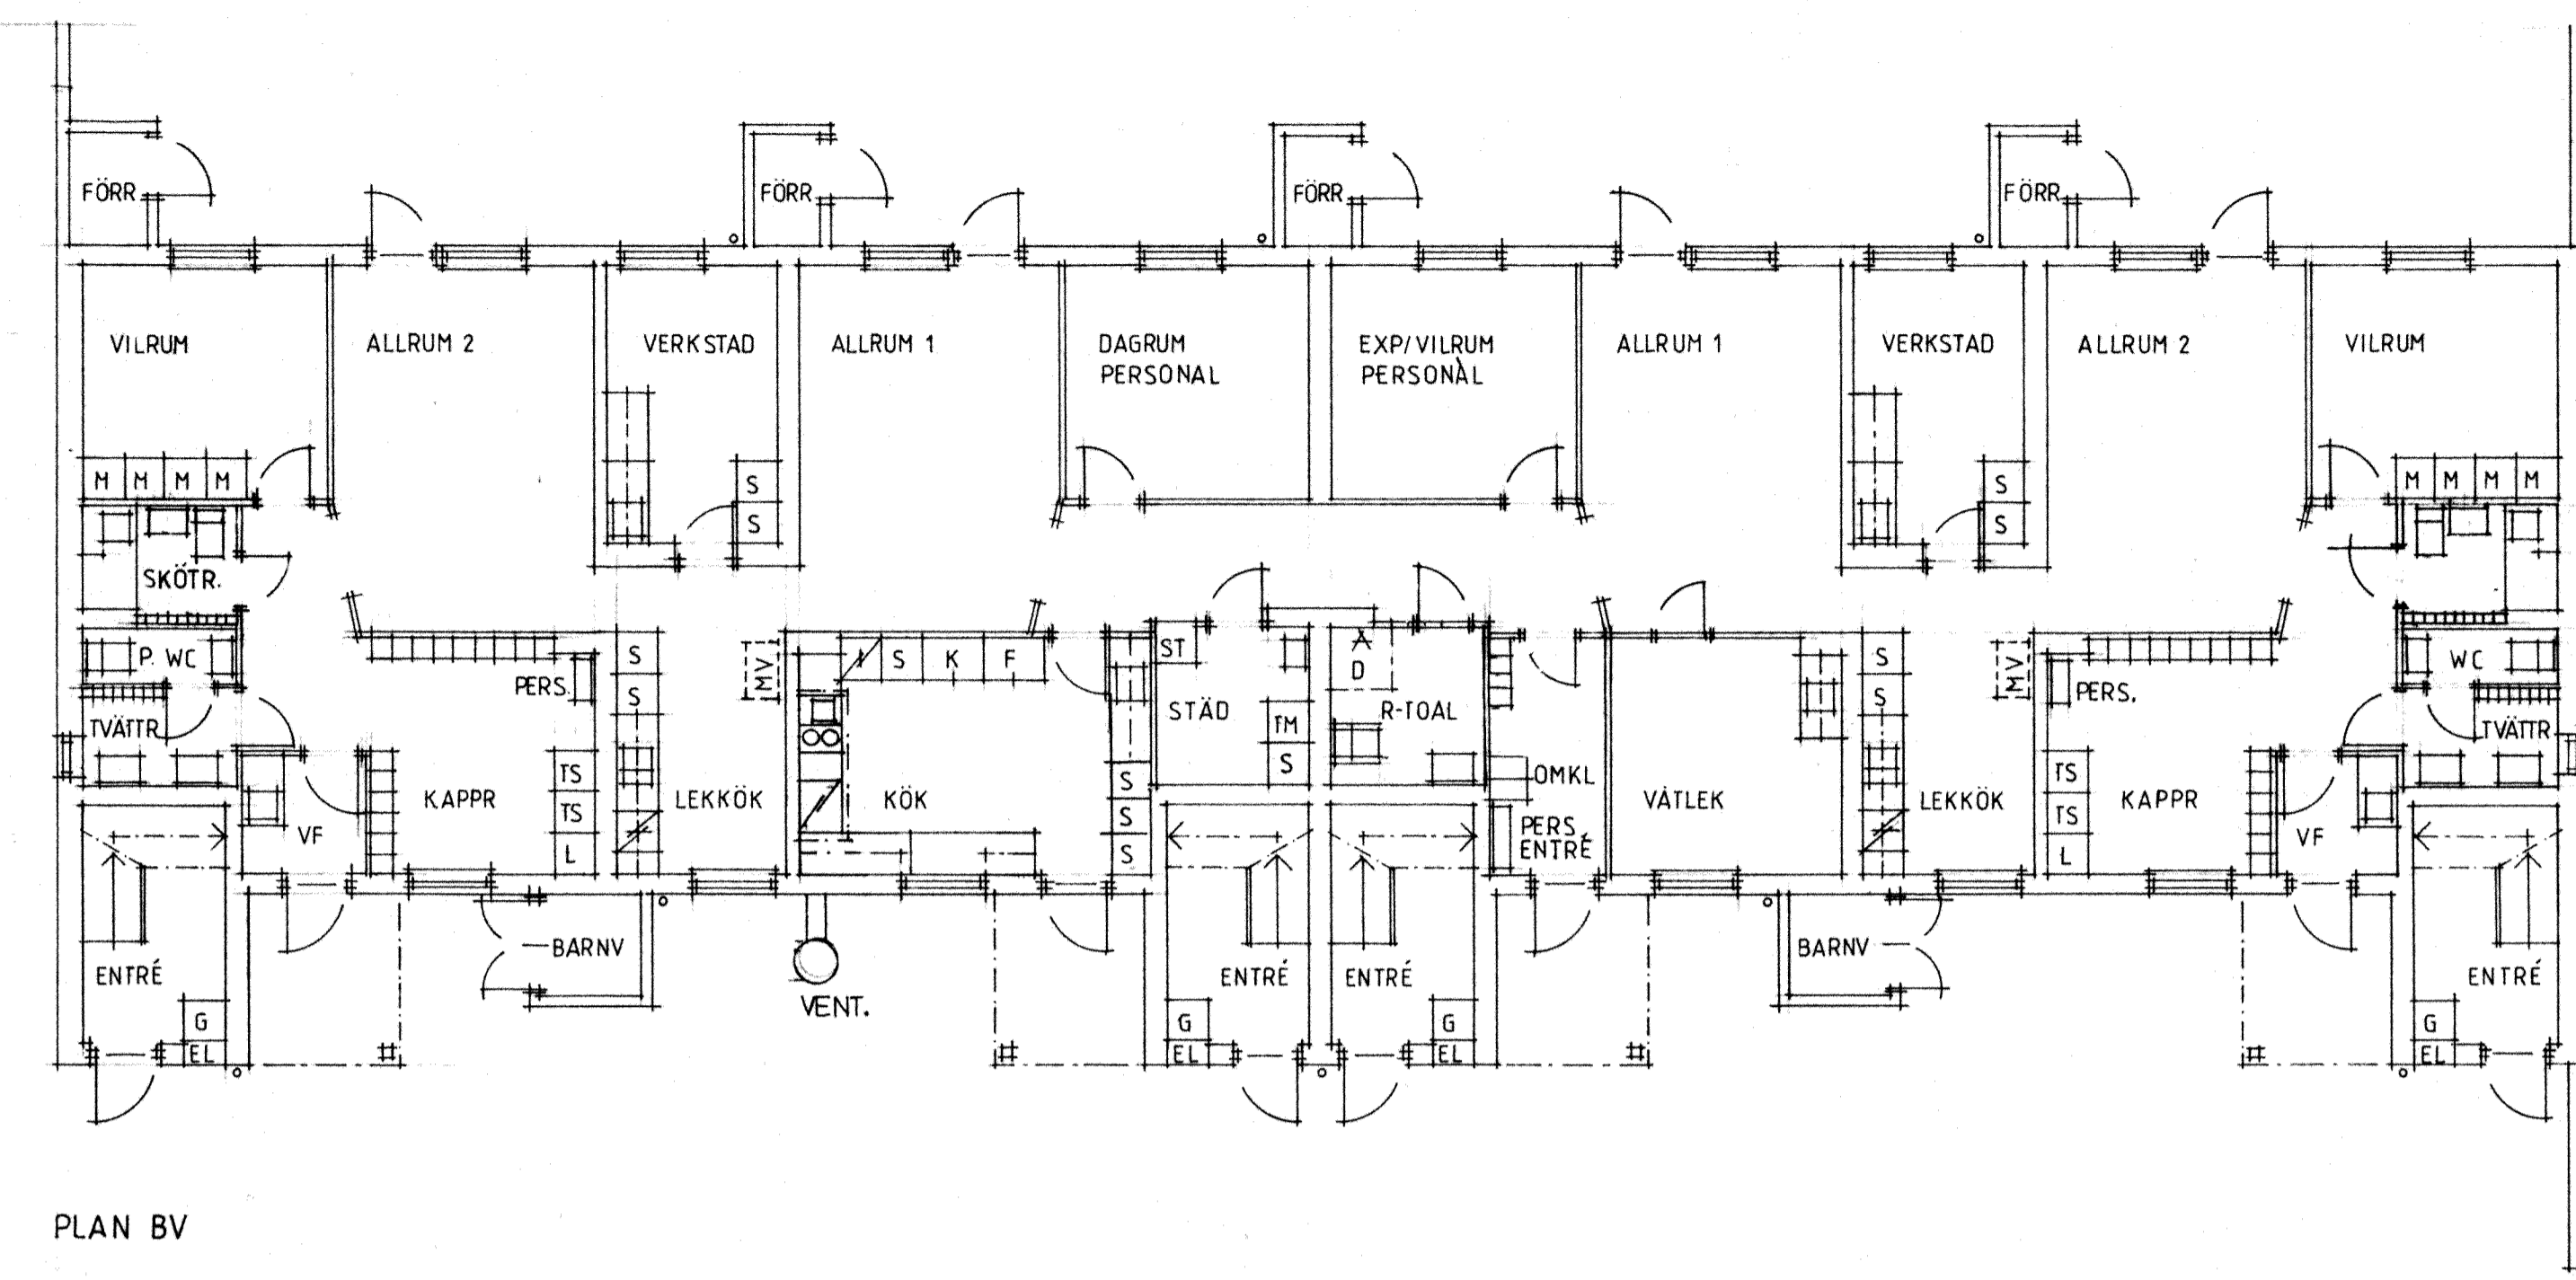 FÖRR
FÖRR
FÖRR
FÖRR
VILRUM
ALLRUM 2
VERKSTAD
ALLRUM 1
DAGRUM
PERSONAL
EXP/VILRUM
PERSONAL
ALLRUM 1
VERKSTAD
ALLRUM 2
VILRUM
M M M M
S
S
S
S
M M M M
SKÖTR.
P. WC
PERS.
S
S
MV
S K F
ST
D
S
S
MV
PERS.
WC
TVÄTTR
STÄD
TM
S
R-TOAL
TVÄTTR
TS
TS
L
KAPPR
LEKKÖK
KÖK
S
S
S
OMKL
VÅTLEK
LEKKÖK
TS
TS
L
KAPPR
VF
PERS
ENTRÉ
VF
BARNV
BARNV
ENTRÉ
VENT.
ENTRÉ
ENTRÉ
ENTRÉ
G
EL
G
EL
G
EL
G
EL
PLAN BV